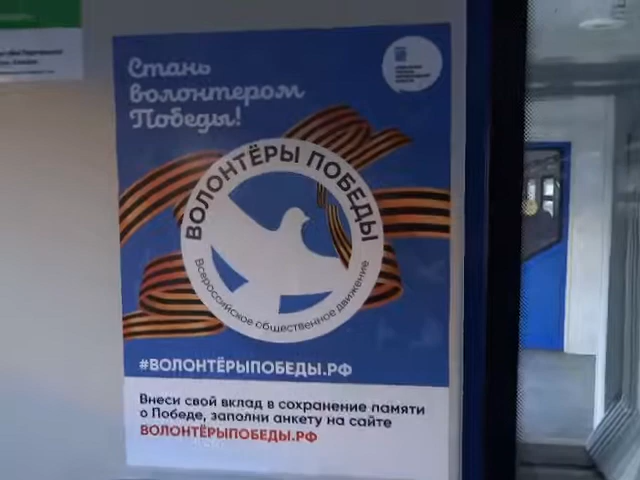 Стань
волонтером
Победы!
ВОЛОНТЁРЫ ПОБЕДЫ
Всероссийское общественное движение
#ВОЛОНТЁРЫПОБЕДЫ.РФ
Внеси свой вклад в сохранение памяти
о Победе, заполни анкету на сайте
ВОЛОНТЁРЫПОБЕДЫ.РФ